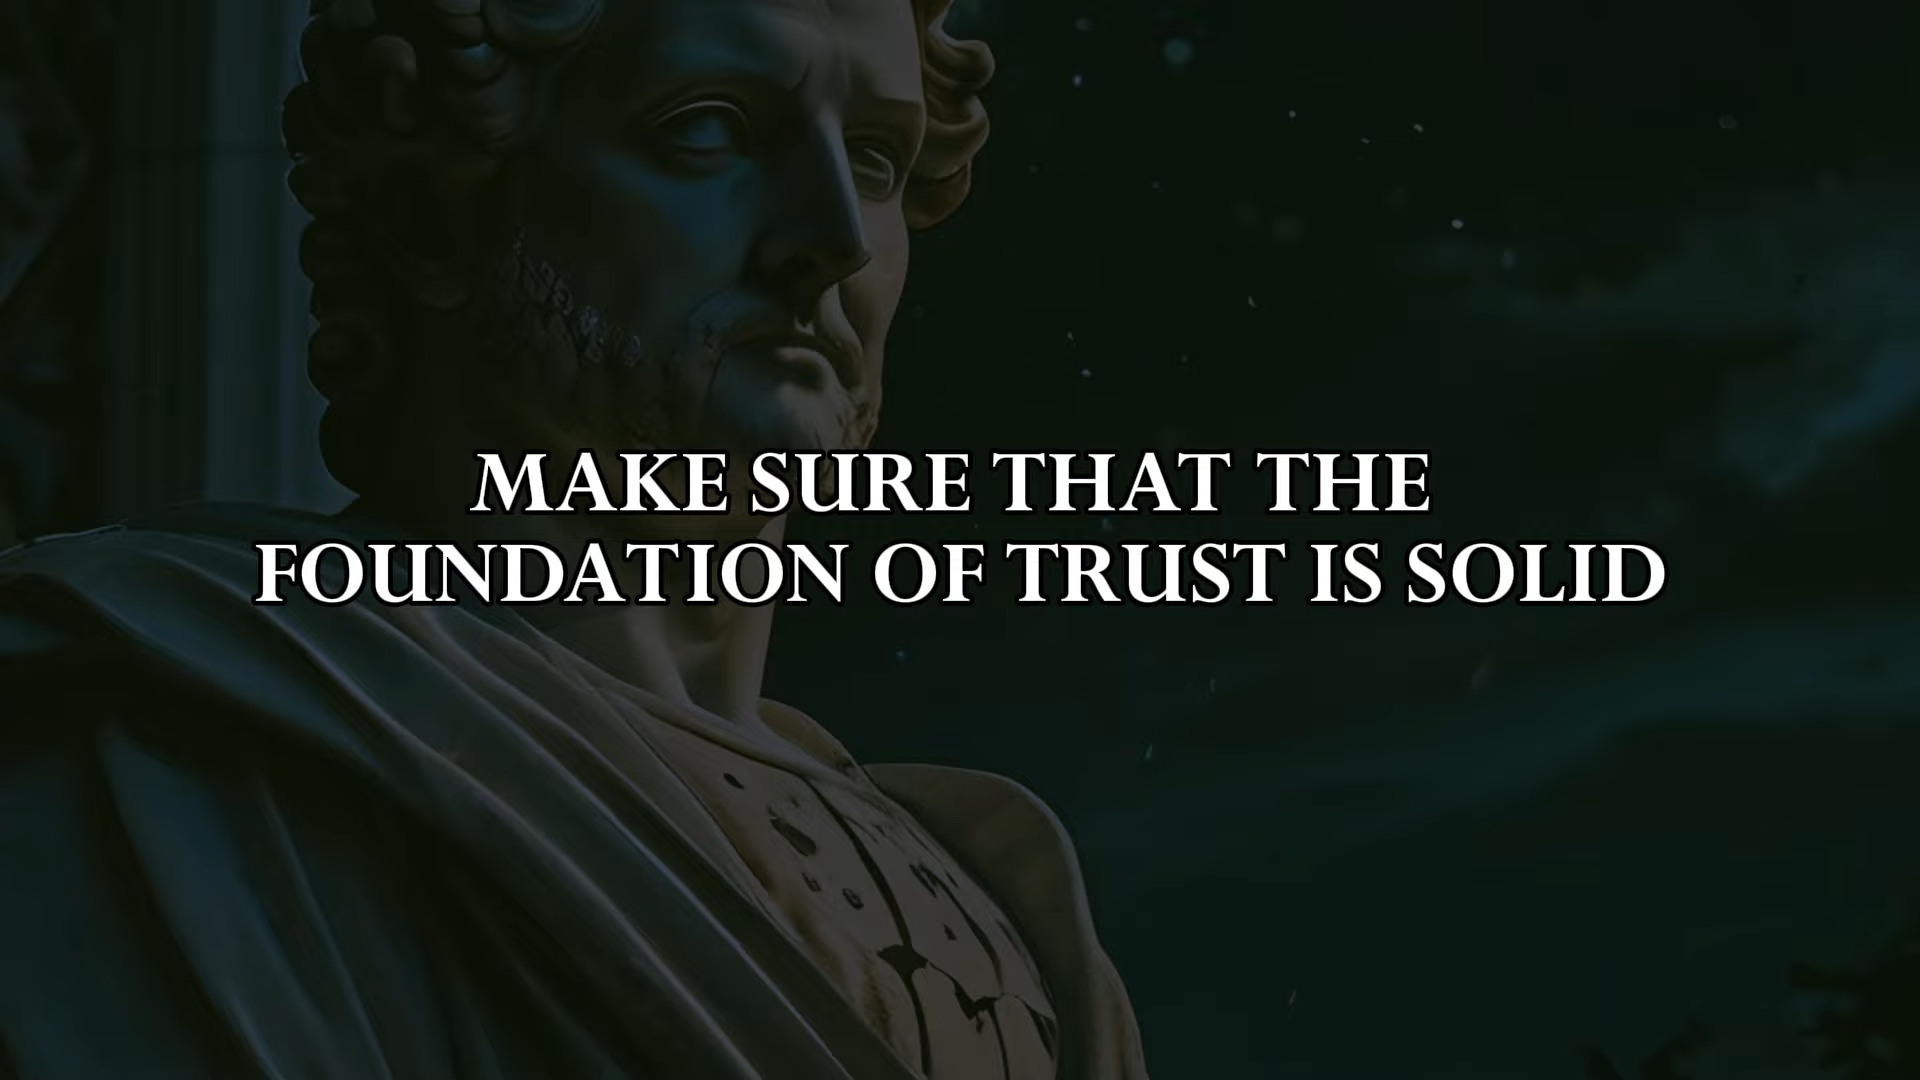 MAKE SURE THAT THE
FOUNDATION OF TRUST IS SOLID